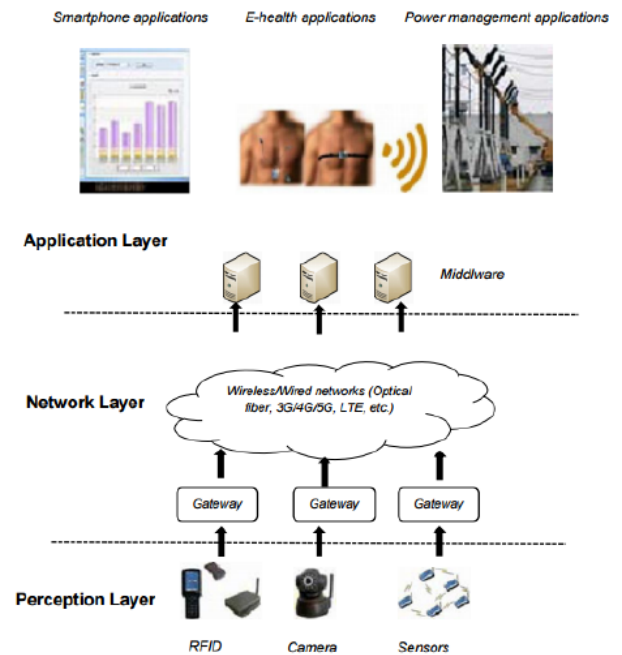 Smartphone applications
E-health applications
Power management applications
Application Layer
Middlware
Network Layer
Wireless/Wired networks (Optical
fiber, 3G/4G/5G, LTE, etc.)
Gateway
Gateway
Gateway
Perception Layer
RFID
Camera
Sensors